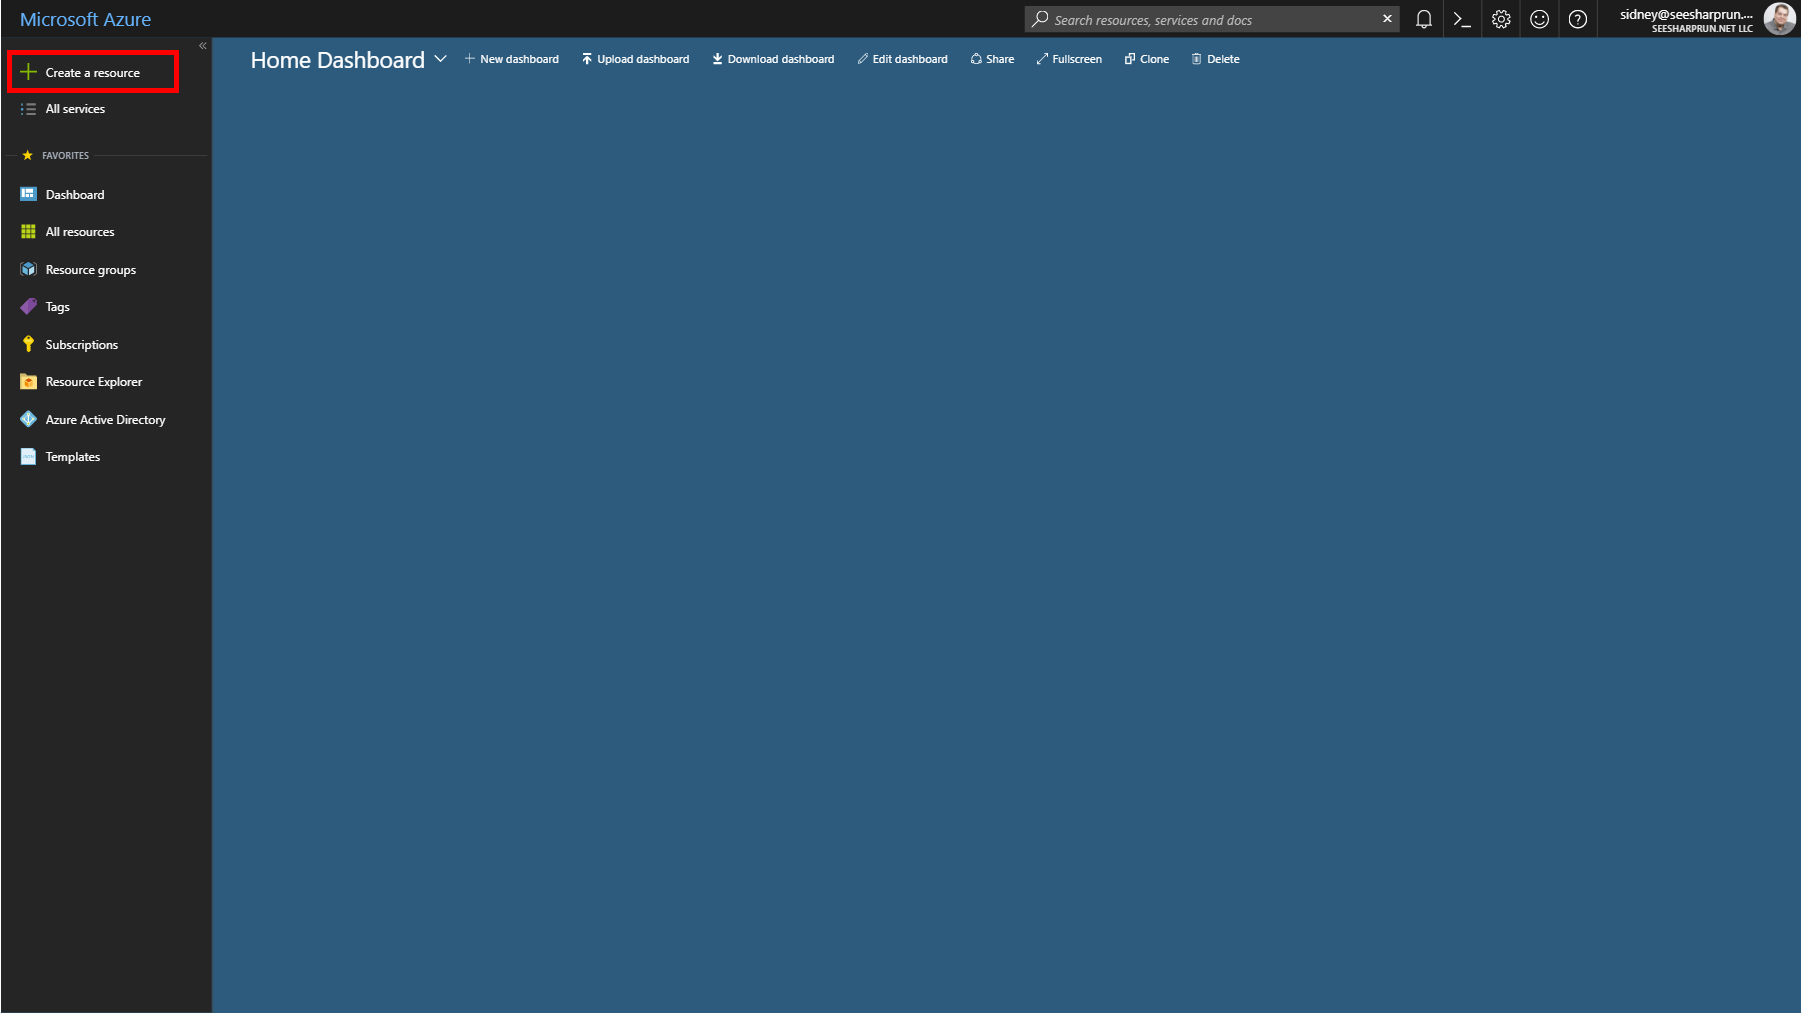 Microsoft Azure
Search resources, services and docs
sidney@seesharprun....
SEESHARPRUN.NET LLC
Create a resource
All services
FAVORITES
Dashboard
All resources
Resource groups
Tags
Subscriptions
Resource Explorer
Azure Active Directory
Templates
Home Dashboard
New dashboard
Upload dashboard
Download dashboard
Edit dashboard
Share
Fullscreen
Clone
Delete